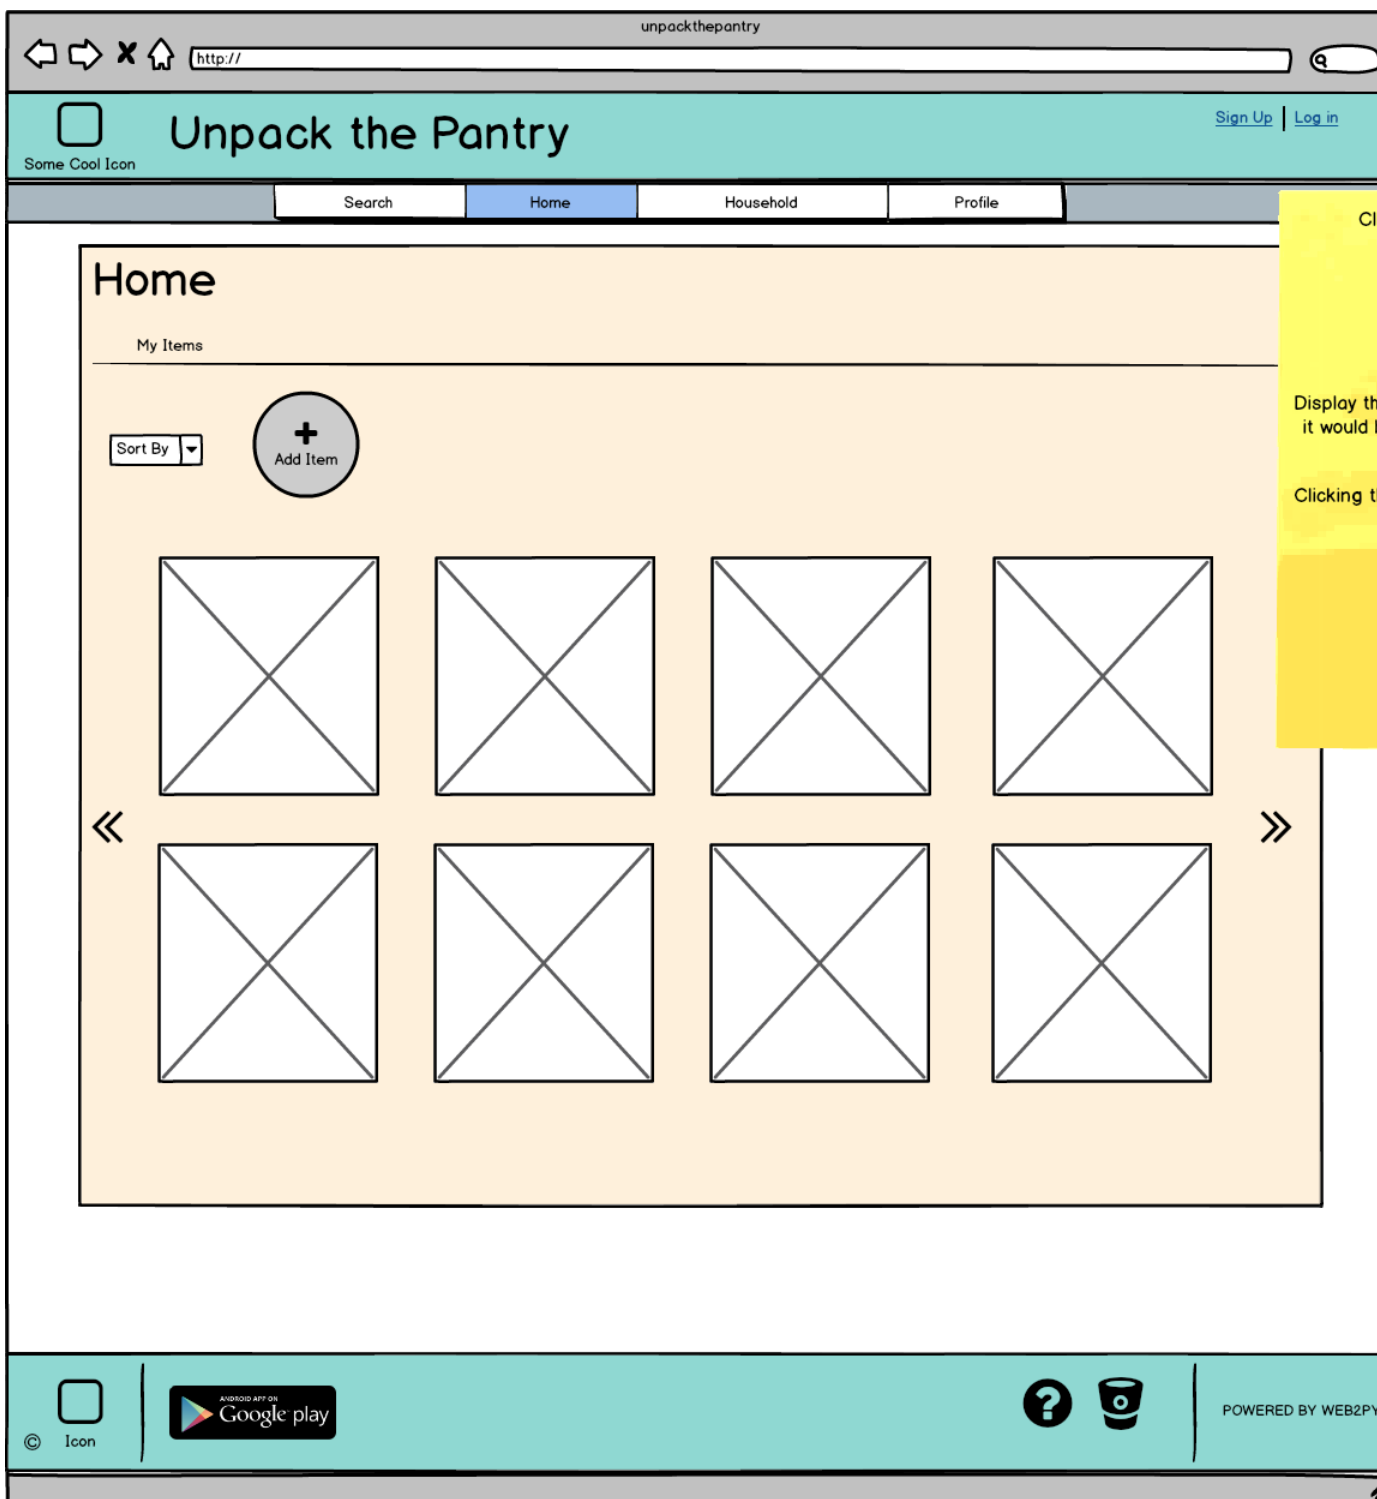 unpackthepantry
http://
Unpack the Pantry
Sign Up
Log in
Some Cool Icon
Search
Home
Household
Profile
Home
My Items
Sort By
Add Item
Display
it would
Clicking
ANDROID APP ON
Google play
©
Icon
POWERED BY WEB2PY